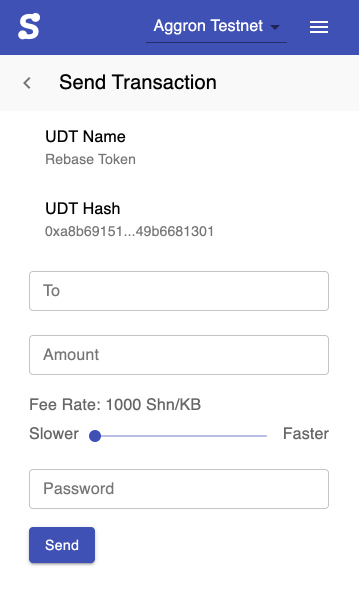 S
Aggron Testnet
Send Transaction
UDT Name
Rebase Token
UDT Hash
0xa8b69151...49b6681301
To
Amount
Fee Rate: 1000 Shn/KB
Slower Faster
Password
Send